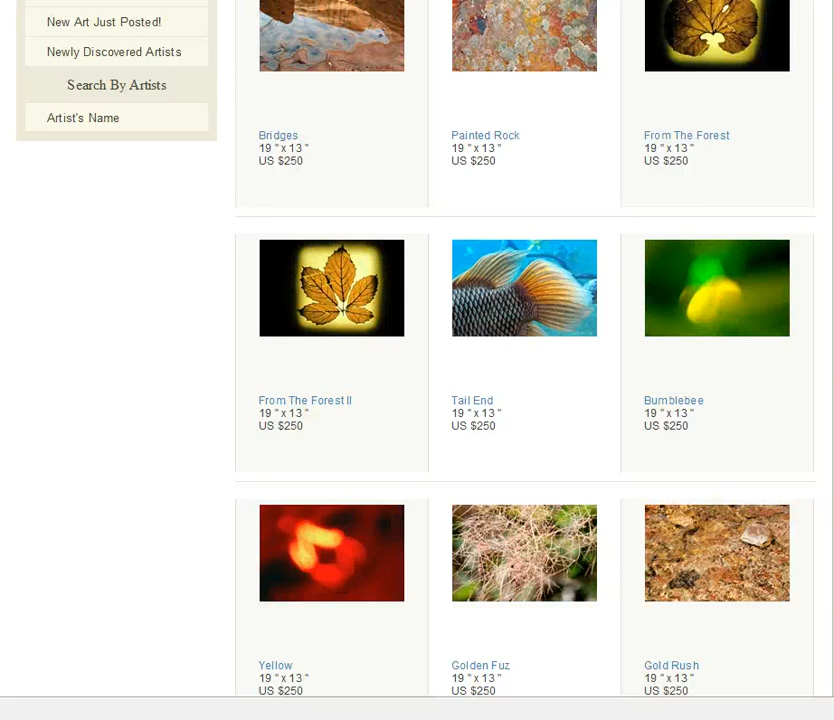 New Art Just Posted!
Newly Discovered Artists
Search By Artists
Artist's Name
Bridges
19 " x 13 "
US $250
Painted Rock
19 " x 13 "
US $250
From The Forest
19 " x 13 "
US $250
From The Forest II
19 " x 13 "
US $250
Tail End
19 " x 13 "
US $250
Bumblebee
19 " x 13 "
US $250
Yellow
19 " x 13 "
US $250
Golden Fuz
19 " x 13 "
US $250
Gold Rush
19 " x 13 "
US $250